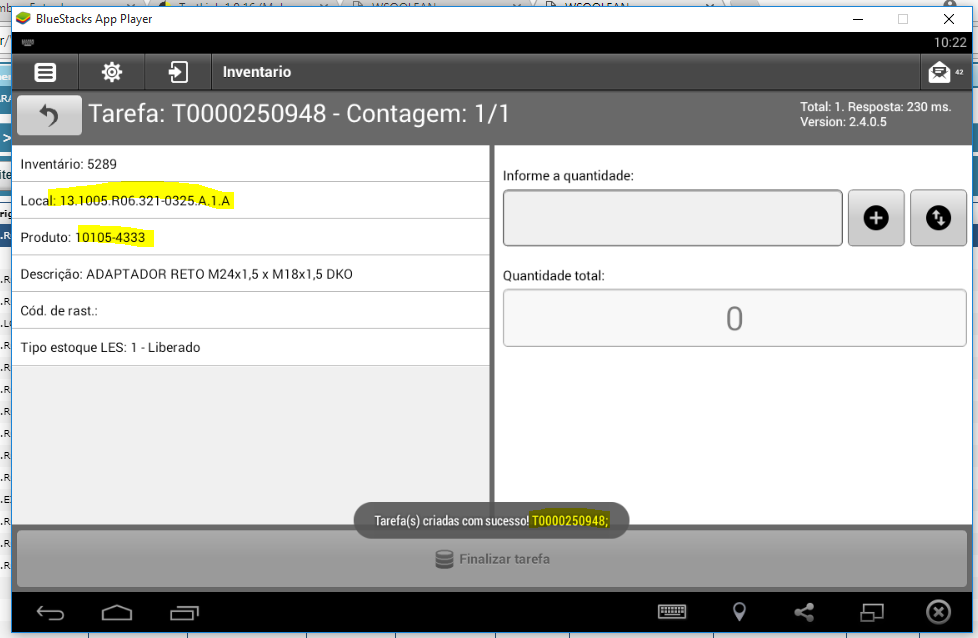 BlueStacks App Player
10:22
Inventario
42
Tarefa: T0000250948 - Contagem: 1/1
Total: 1. Resposta: 230 ms.
Version: 2.4.0.5
Inventário: 5289
Local: 13.1005.R06.321-0325.A.1.A
Produto: 10105-4333
Descrição: ADAPTADOR RETO M24x1,5 x M18x1,5 DKO
Cód. de rast.:
Tipo estoque LES: 1 - Liberado
Informe a quantidade:
Quantidade total:
0
Tarefa(s) criadas com sucesso! T0000250948;
Finalizar tarefa